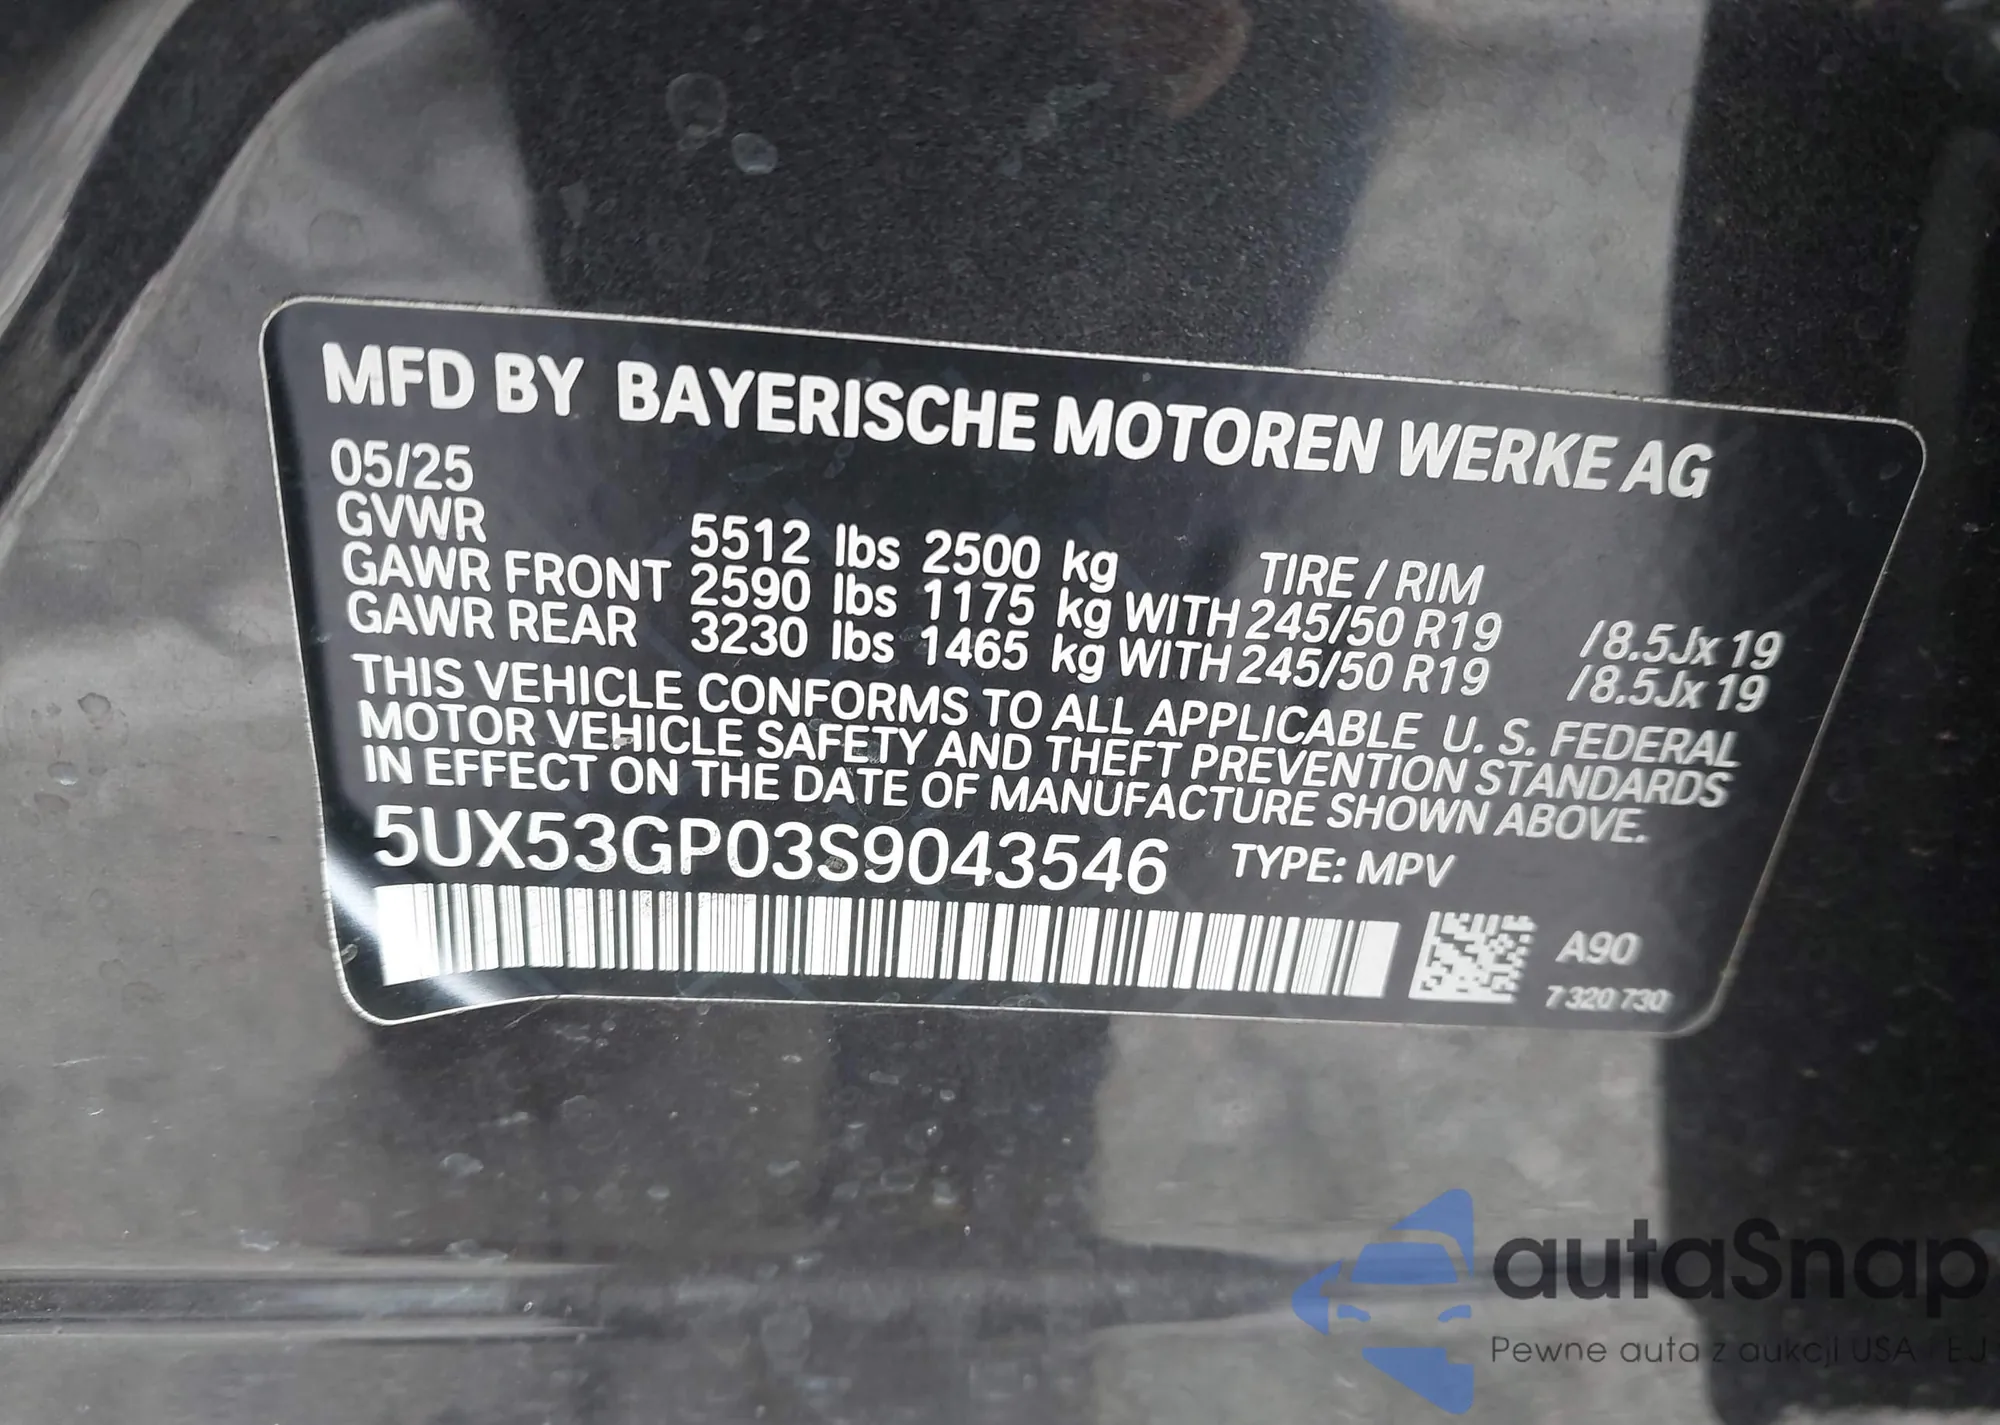 MFD BY BAYERISCHE MOTOREN WERKE AG
05/25
GVWR 5512 lbs 2500 kg TIRE / RIM
GAWR FRONT 2590 lbs 1175 kg WITH 245/50 R19 /8.5Jx 19
GAWR REAR 3230 lbs 1465 kg WITH 245/50 R19 /8.5Jx 19
THIS VEHICLE CONFORMS TO ALL APPLICABLE U. S. FEDERAL
MOTOR VEHICLE SAFETY AND THEFT PREVENTION STANDARDS
IN EFFECT ON THE DATE OF MANUFACTURE SHOWN ABOVE.
5UX53GP03S9043546 TYPE: MPV
A90
7 320 730
autaSnap
Pewne auta z aukcji USA i EU